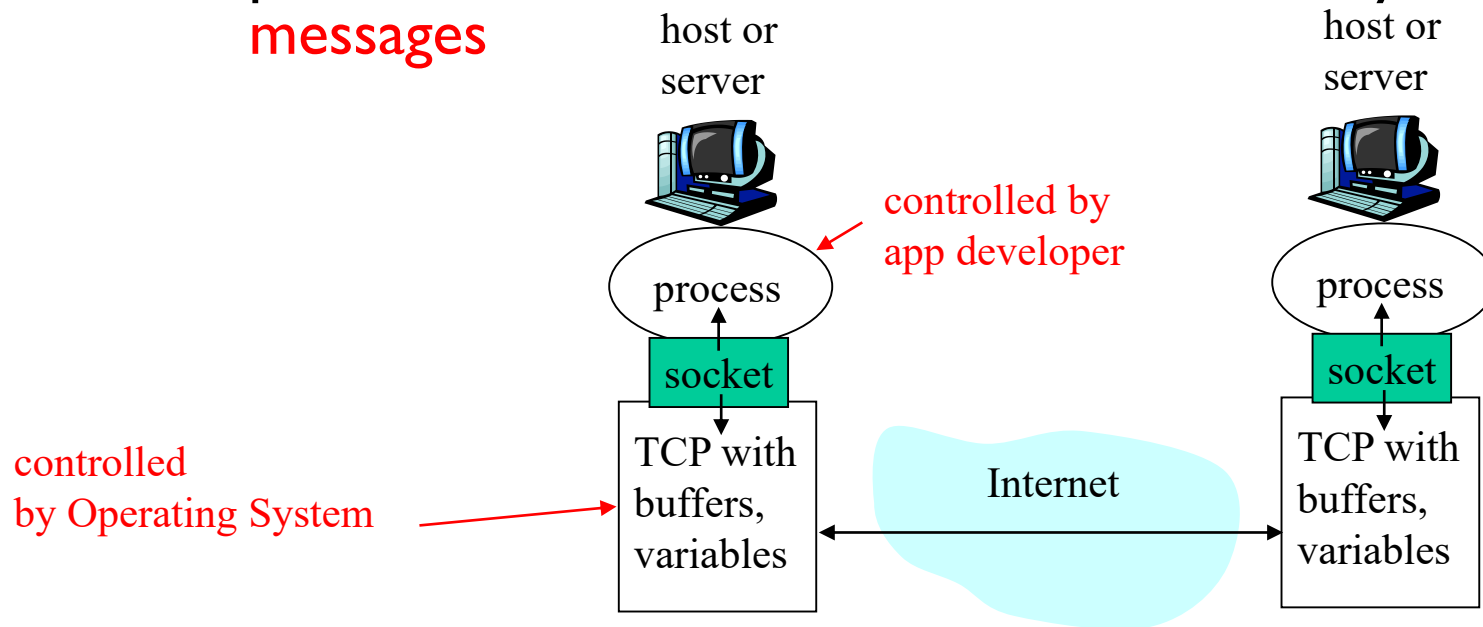 messages
host or
server
host or
server
controlled by
app developer
process
process
socket
socket
TCP with
buffers,
variables
Internet
TCP with
buffers,
variables
controlled
by Operating System